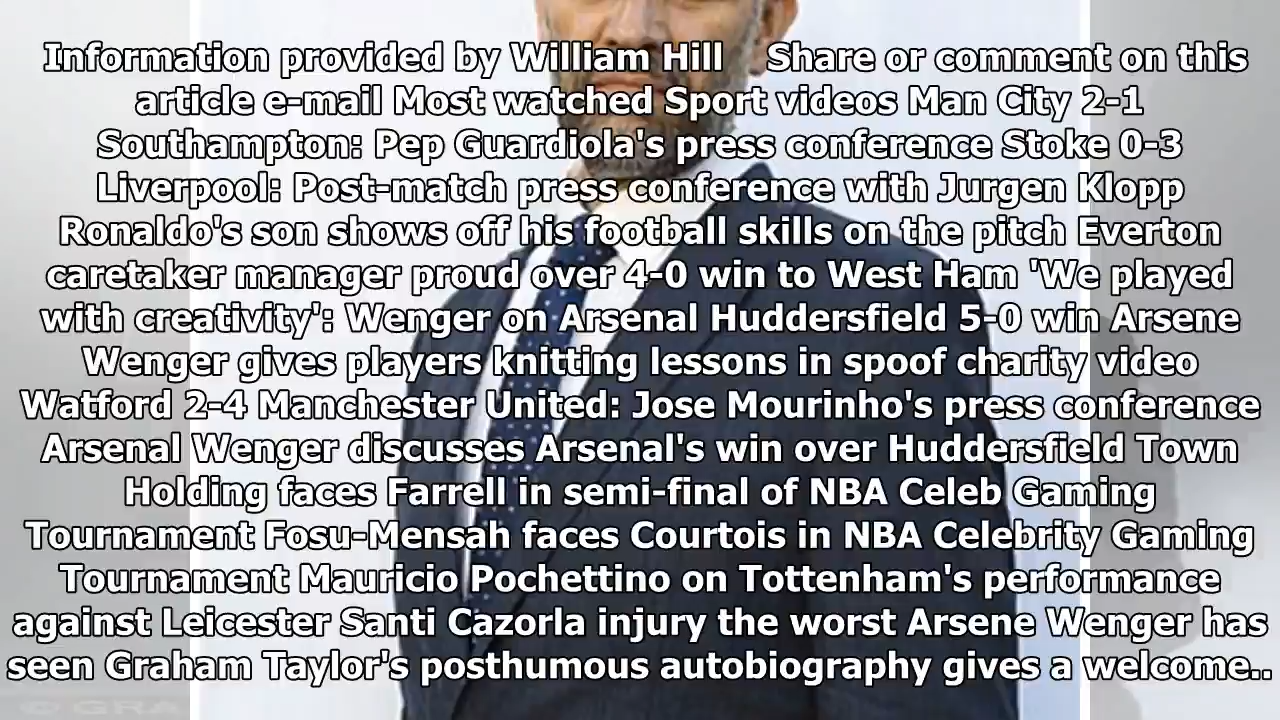 Information provided by William Hill    Share or comment on this
article e-mail Most watched Sport videos Man City 2-1
Southampton: Pep Guardiola's press conference Stoke 0-3
Liverpool: Post-match press conference with Jurgen Klopp
Ronaldo's son shows off his football skills on the pitch Everton
caretaker manager proud over 4-0 win to West Ham 'We played
with creativity': Wenger on Arsenal Huddersfield 5-0 win Arsene
Wenger gives players knitting lessons in spoof charity video
Watford 2-4 Manchester United: Jose Mourinho's press conference
Arsenal Wenger discusses Arsenal's win over Huddersfield Town
Holding faces Farrell in semi-final of NBA Celeb Gaming
Tournament Fosu-Mensah faces Courtois in NBA Celebrity Gaming
Tournament Mauricio Pochettino on Tottenham's performance
against Leicester Santi Cazorla injury the worst Arsene Wenger has
seen Graham Taylor's posthumous autobiography gives a welcome..